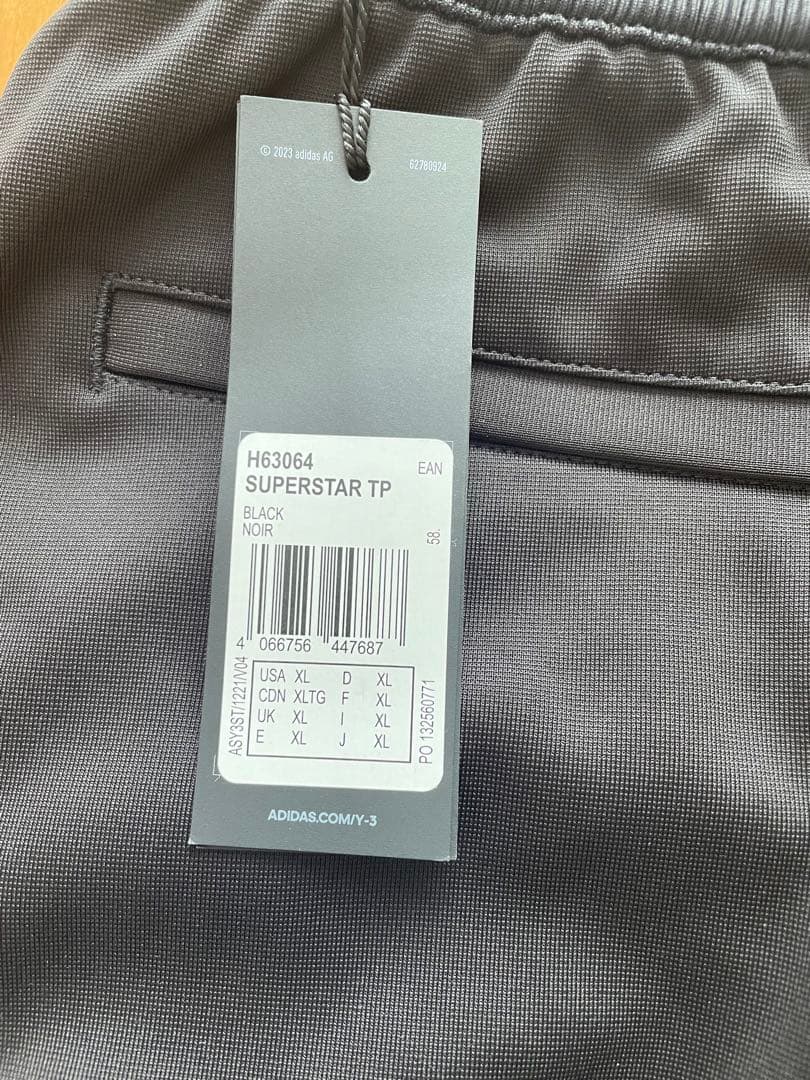 © 2023 adidas AG
62780924
H63064
EAN
SUPERSTAR TP
BLACK
NOIR
58.
4 066756 447687
ASY3ST/1221/V04
USA XL D XL
CDN XLTG F XL
UK XL I XL
E XL J XL
PO 132560771
ADIDAS.COM/Y-3